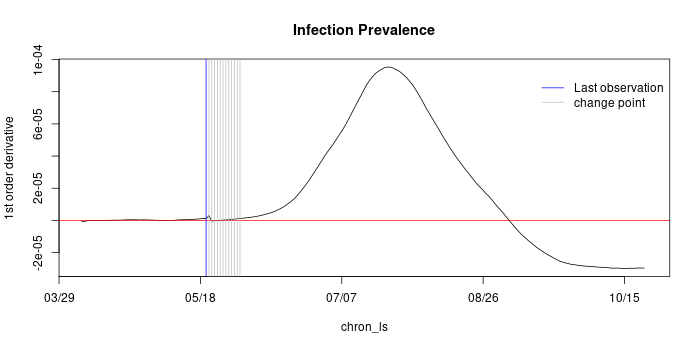 Infection Prevalence
1st order derivative
1e-04
6e-05
2e-05
-2e-05
Last observation
change point
03/29
05/18
07/07
08/26
10/15
chron_ls